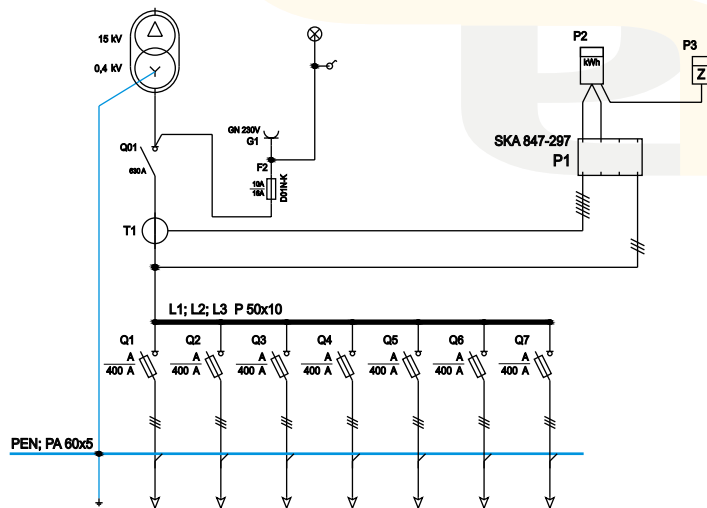 15 kV
0,4 kV
P2
kWh
P3
Z
Q01
630 A
GN 230V
G1
F2
10A
16A
D01N-K
SKA 847-297
P1
T1
L1; L2; L3 P 50x10
Q1
A
400 A
Q2
A
400 A
Q3
A
400 A
Q4
A
400 A
Q5
A
400 A
Q6
A
400 A
Q7
A
400 A
PEN; PA 60x5